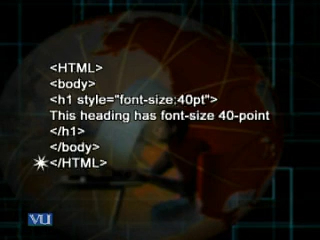 <HTML>
<body>
<h1 style="font-size:40pt">
This heading has font-size 40-point
</h1>
</body>
</HTML>
VU